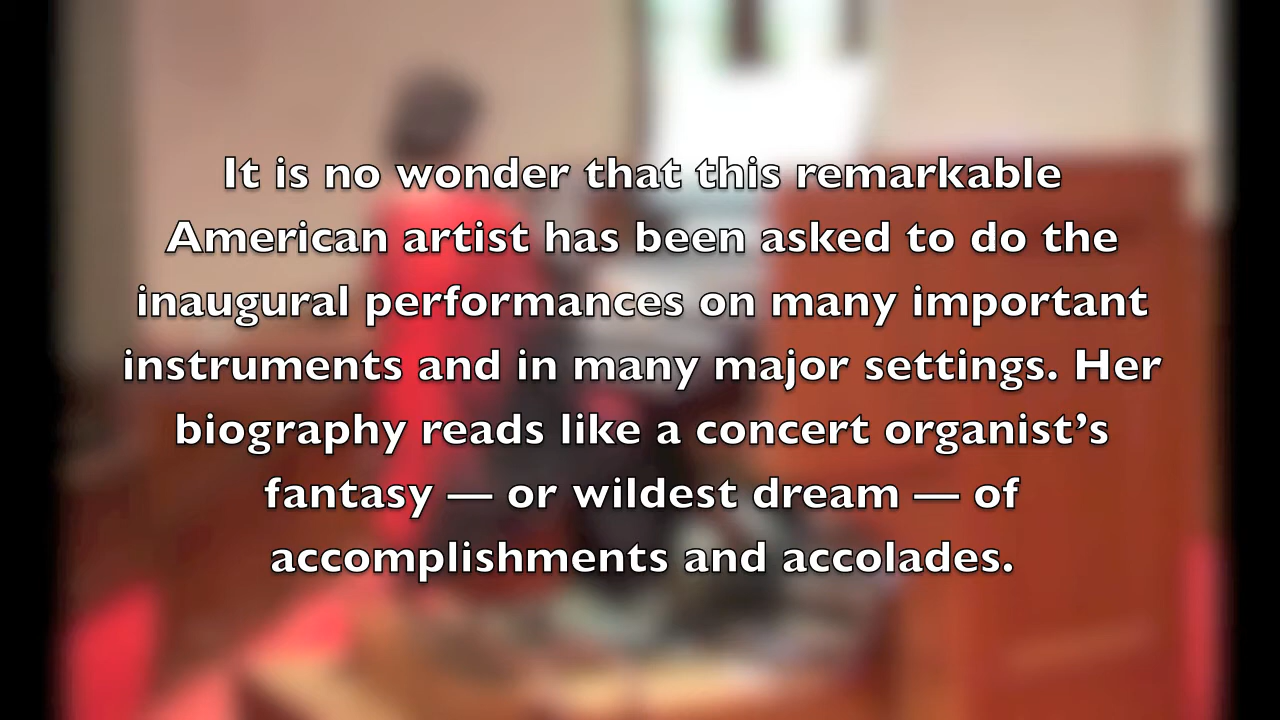 It is no wonder that this remarkable
American artist has been asked to do the
inaugural performances on many important
instruments and in many major settings. Her
biography reads like a concert organist’s
fantasy — or wildest dream — of
accomplishments and accolades.